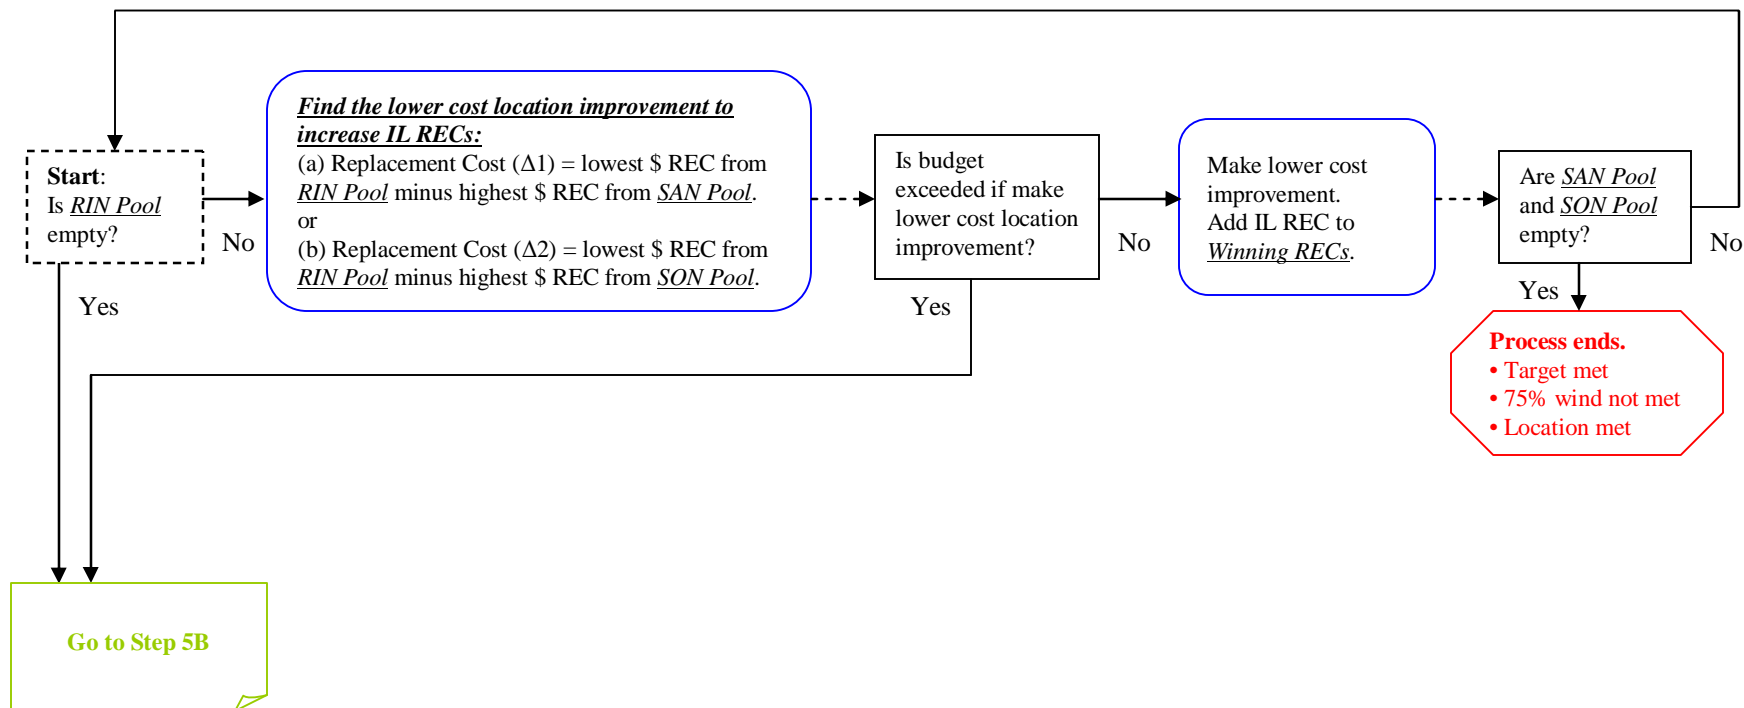 Start:
Is RIN Pool
empty?
No
Yes
Find the lower cost location improvement to
increase IL RECs:
(a) Replacement Cost (Δ1) = lowest $ REC from
RIN Pool minus highest $ REC from SAN Pool.
or
(b) Replacement Cost (Δ2) = lowest $ REC from
RIN Pool minus highest $ REC from SON Pool.
Is budget
exceeded if make
lower cost location
improvement?
No
Yes
Make lower cost
improvement.
Add IL REC to
Winning RECs.
Are SAN Pool
and SON Pool
empty?
No
Yes
Process ends.
• Target met
• 75% wind not met
• Location met
Go to Step 5B